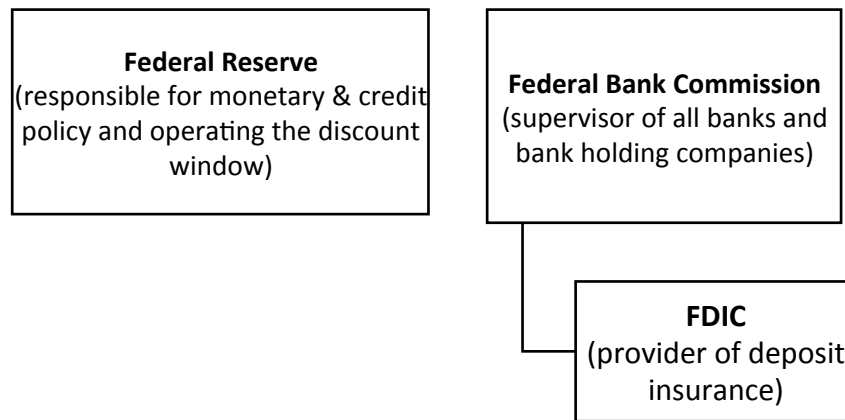 Federal Reserve
(responsible for monetary & credit
policy and operating the discount
window)
Federal Bank Commission
(supervisor of all banks and
bank holding companies)
FDIC
(provider of deposit
insurance)